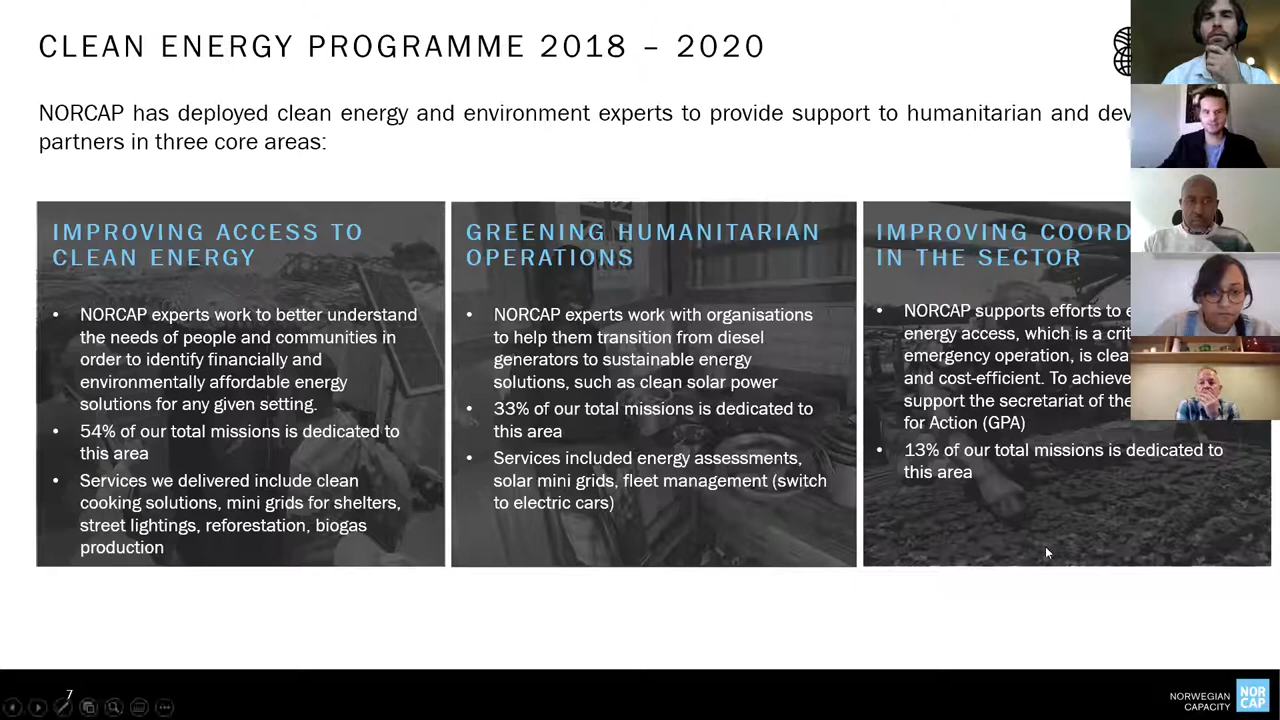 CLEAN ENERGY PROGRAMME 2018 – 2020
NORCAP has deployed clean energy and environment experts to provide support to humanitarian and
partners in three core areas:
IMPROVING ACCESS TO
CLEAN ENERGY
• NORCAP experts work to better understand
the needs of people and communities in
order to identify financially and
environmentally affordable energy
solutions for any given setting.
• 54% of our total missions is dedicated to
this area
• Services we delivered include clean
cooking solutions, mini grids for shelters,
street lightings, reforestation, biogas
production
GREENING HUMANITARIAN
OPERATIONS
• NORCAP experts work with organisations
to help them transition from diesel
generators to sustainable energy
solutions, such as clean solar power
• 33% of our total missions is dedicated to
this area
• Services included energy assessments,
solar mini grids, fleet management (switch
to electric cars)
IMPROVING
IN THE SECTOR
• NORCAP supports efforts to
energy access, which is a
emergency operation, is
and cost-efficient. To achieve
support the secretariat of the
for Action (GPA)
• 13% of our total missions is dedicated to
this area
7
NORWEGIAN
CAPACITY
NOR
CAP